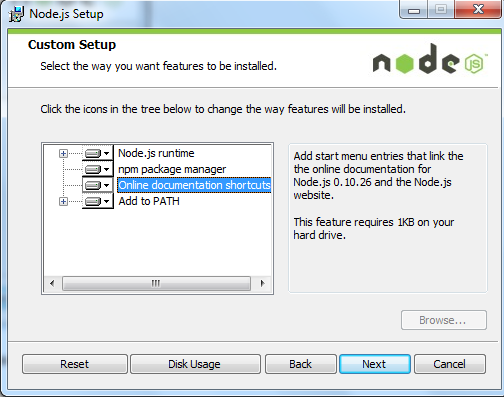 Node.js Setup
Custom Setup
Select the way you want features to be installed.
node
JS
Click the icons in the tree below to change the way features will be installed.
Node.js runtime
npm package manager
Online documentation shortcuts
Add to PATH
Add start menu entries that link the
the online documentation for
Node.js 0.10.26 and the Node.js
website.
This feature requires 1KB on your
hard drive.
Browse...
Reset
Disk Usage
Back
Next
Cancel